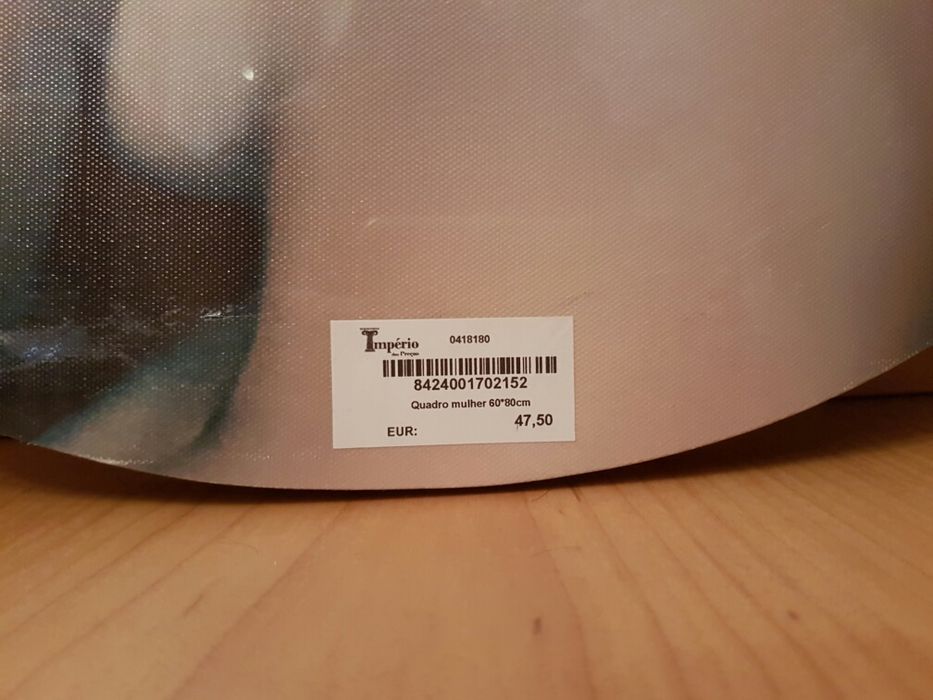 Império
dos Preços
0418180
8424001702152
Quadro mulher 60*80cm
EUR:
47,50